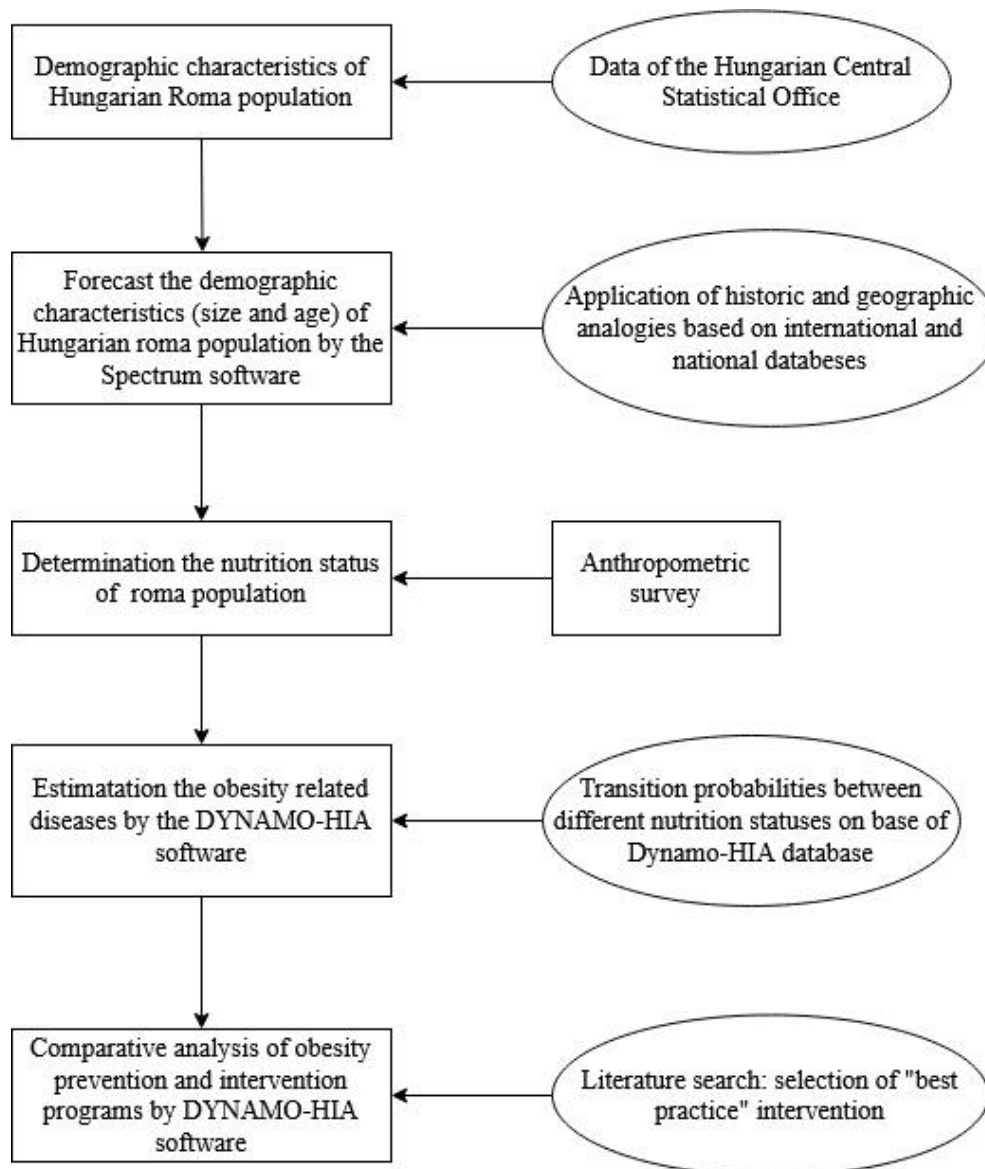 Demographic characteristics of
Hungarian Roma population
Data of the Hungarian Central
Statistical Office
Forecast the demographic
characteristics (size and age) of
Hungarian roma population by the
Spectrum software
Application of historic and geographic
analogies based on international and
national databeses
Determination the nutrition status
of roma population
Anthropometric
survey
Estimatation the obesity related
diseases by the DYNAMO-HIA
software
Transition probabilities between
different nutrition statuses on base of
Dynamo-HIA database
Comparative analysis of obesity
prevention and intervention
programs by DYNAMO-HIA
software
Literature search: selection of "best
practice" intervention